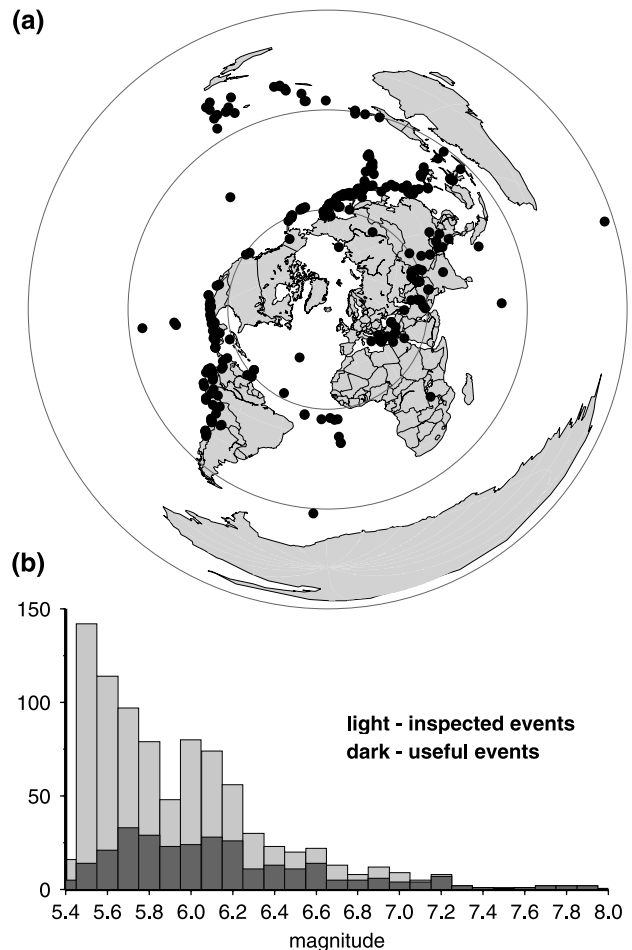 (a)
(b)
150
100
50
0
light - inspected events
dark - useful events
5.4 5.6 5.8 6.0 6.2 6.4 6.6 6.8 7.0 7.2 7.4 7.6 7.8 8.0
magnitude